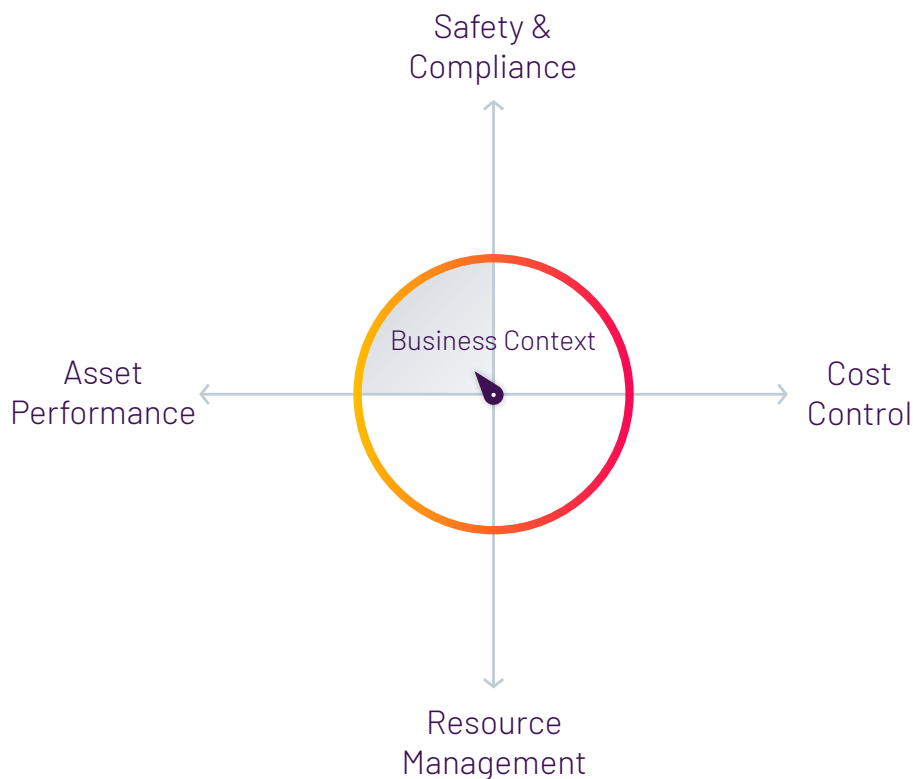 Safety &
Compliance
Business Context
Asset
Performance
Cost
Control
Resource
Management